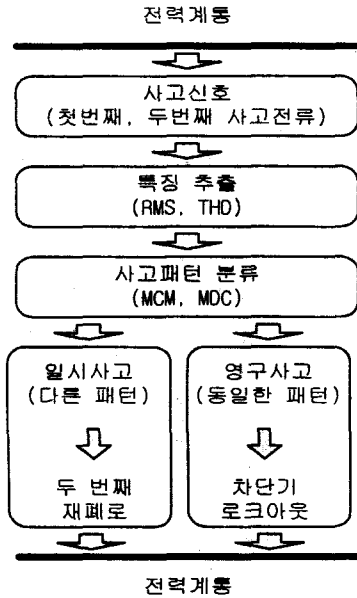 전력계통
사고신호
(첫번째, 두번째 사고전류)
특징 추출
(RMS, THD)
사고패턴 분류
(MCM, MDC)
일시사고
(다른 패턴)
두 번째
재폐로
영구사고
(동일한 패턴)
차단기
로크아웃
전력계통